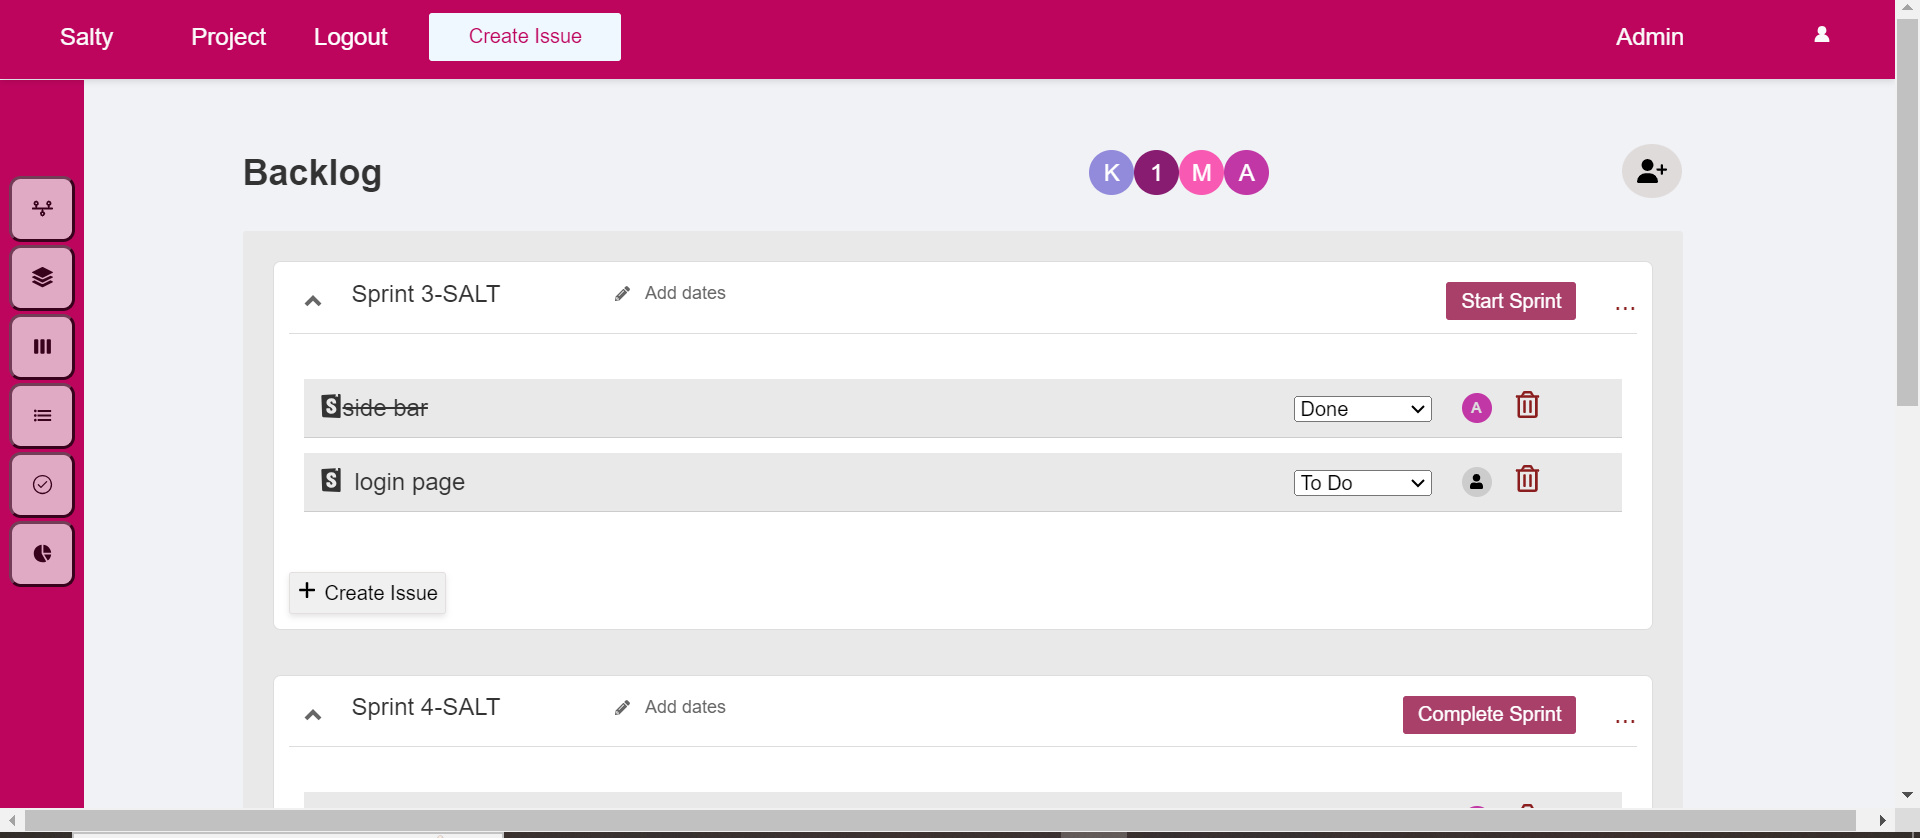 Salty Project Logout Create Issue Admin
Backlog K 1 M A
Sprint 3-SALT Add dates Start Sprint ...
S side bar Done A
S login page To Do
+ Create Issue
Sprint 4-SALT Add dates Complete Sprint ...